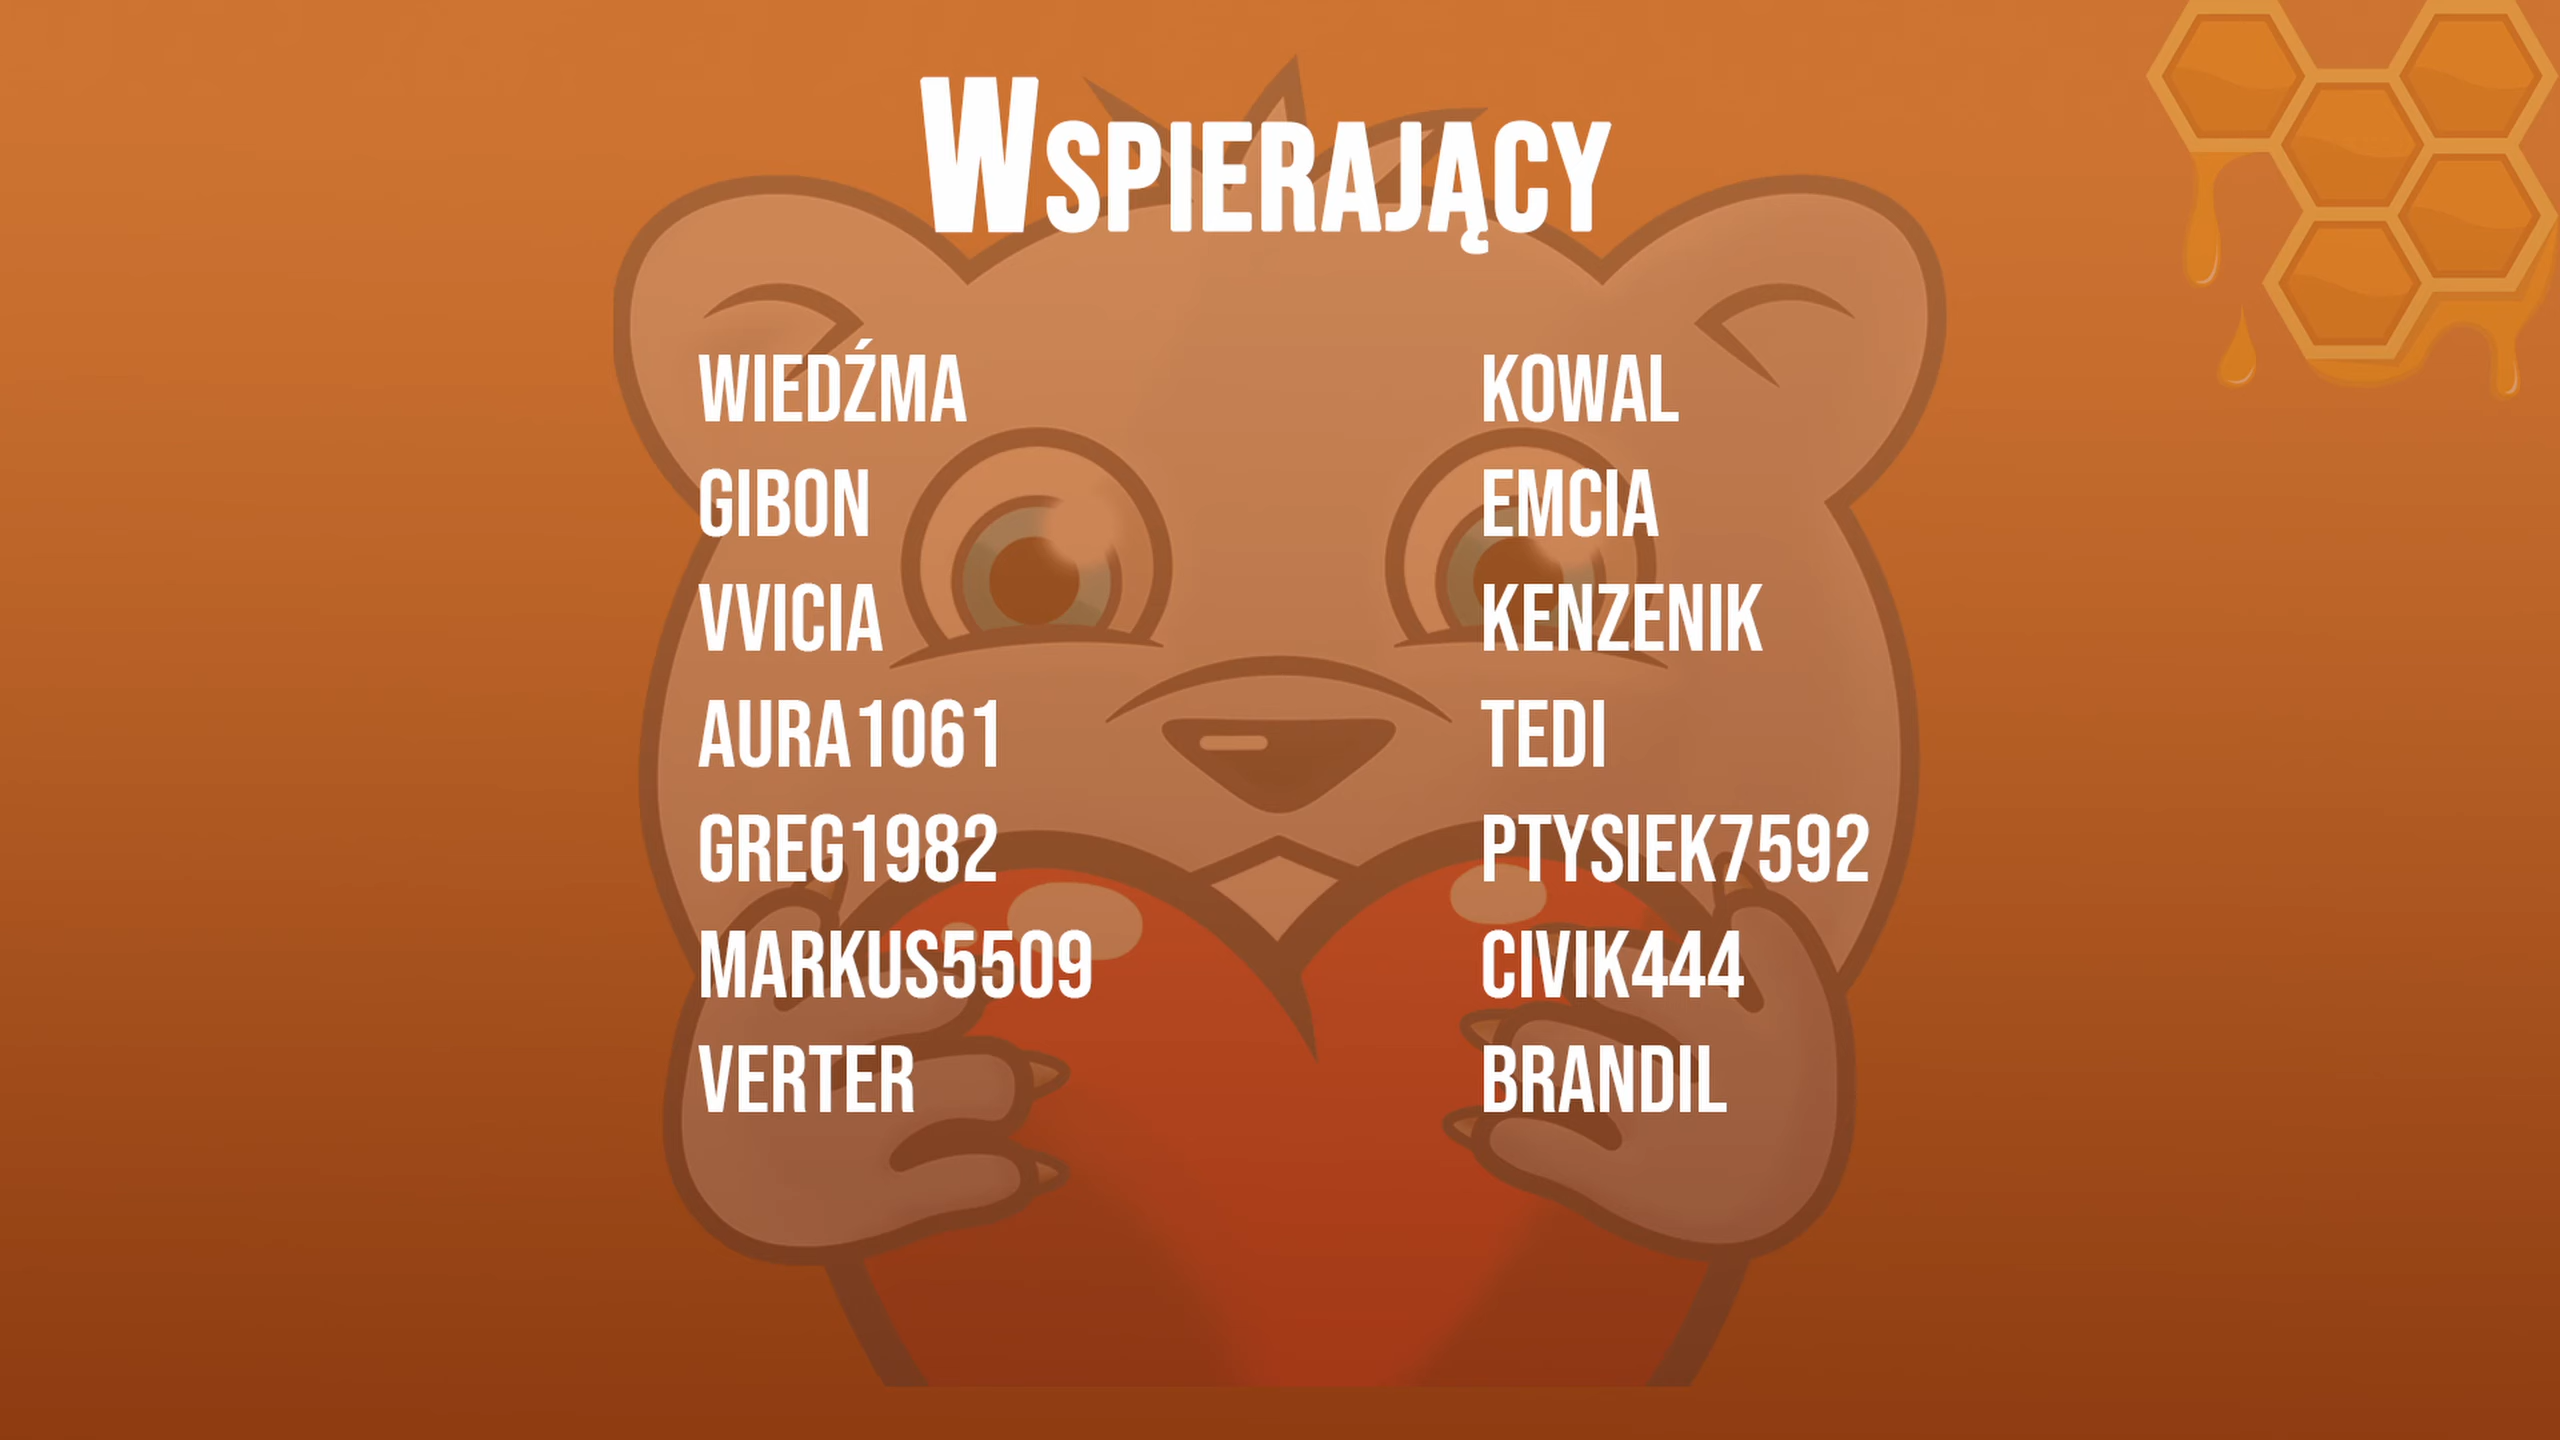 Wspierający
WIEDŹMA
GIBON
VVICIA
AURA1061
GREG1982
MARKUS5509
VERTER
KOWAL
EMCIA
KENZENIK
TEDI
PTYSIEK7592
CIVIK444
BRANDIL